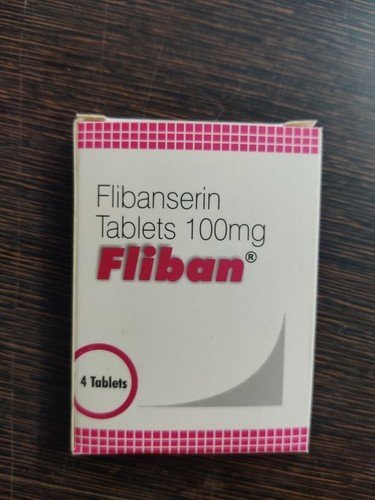 Flibanserin
Tablets 100mg
Fliban®
4 Tablets